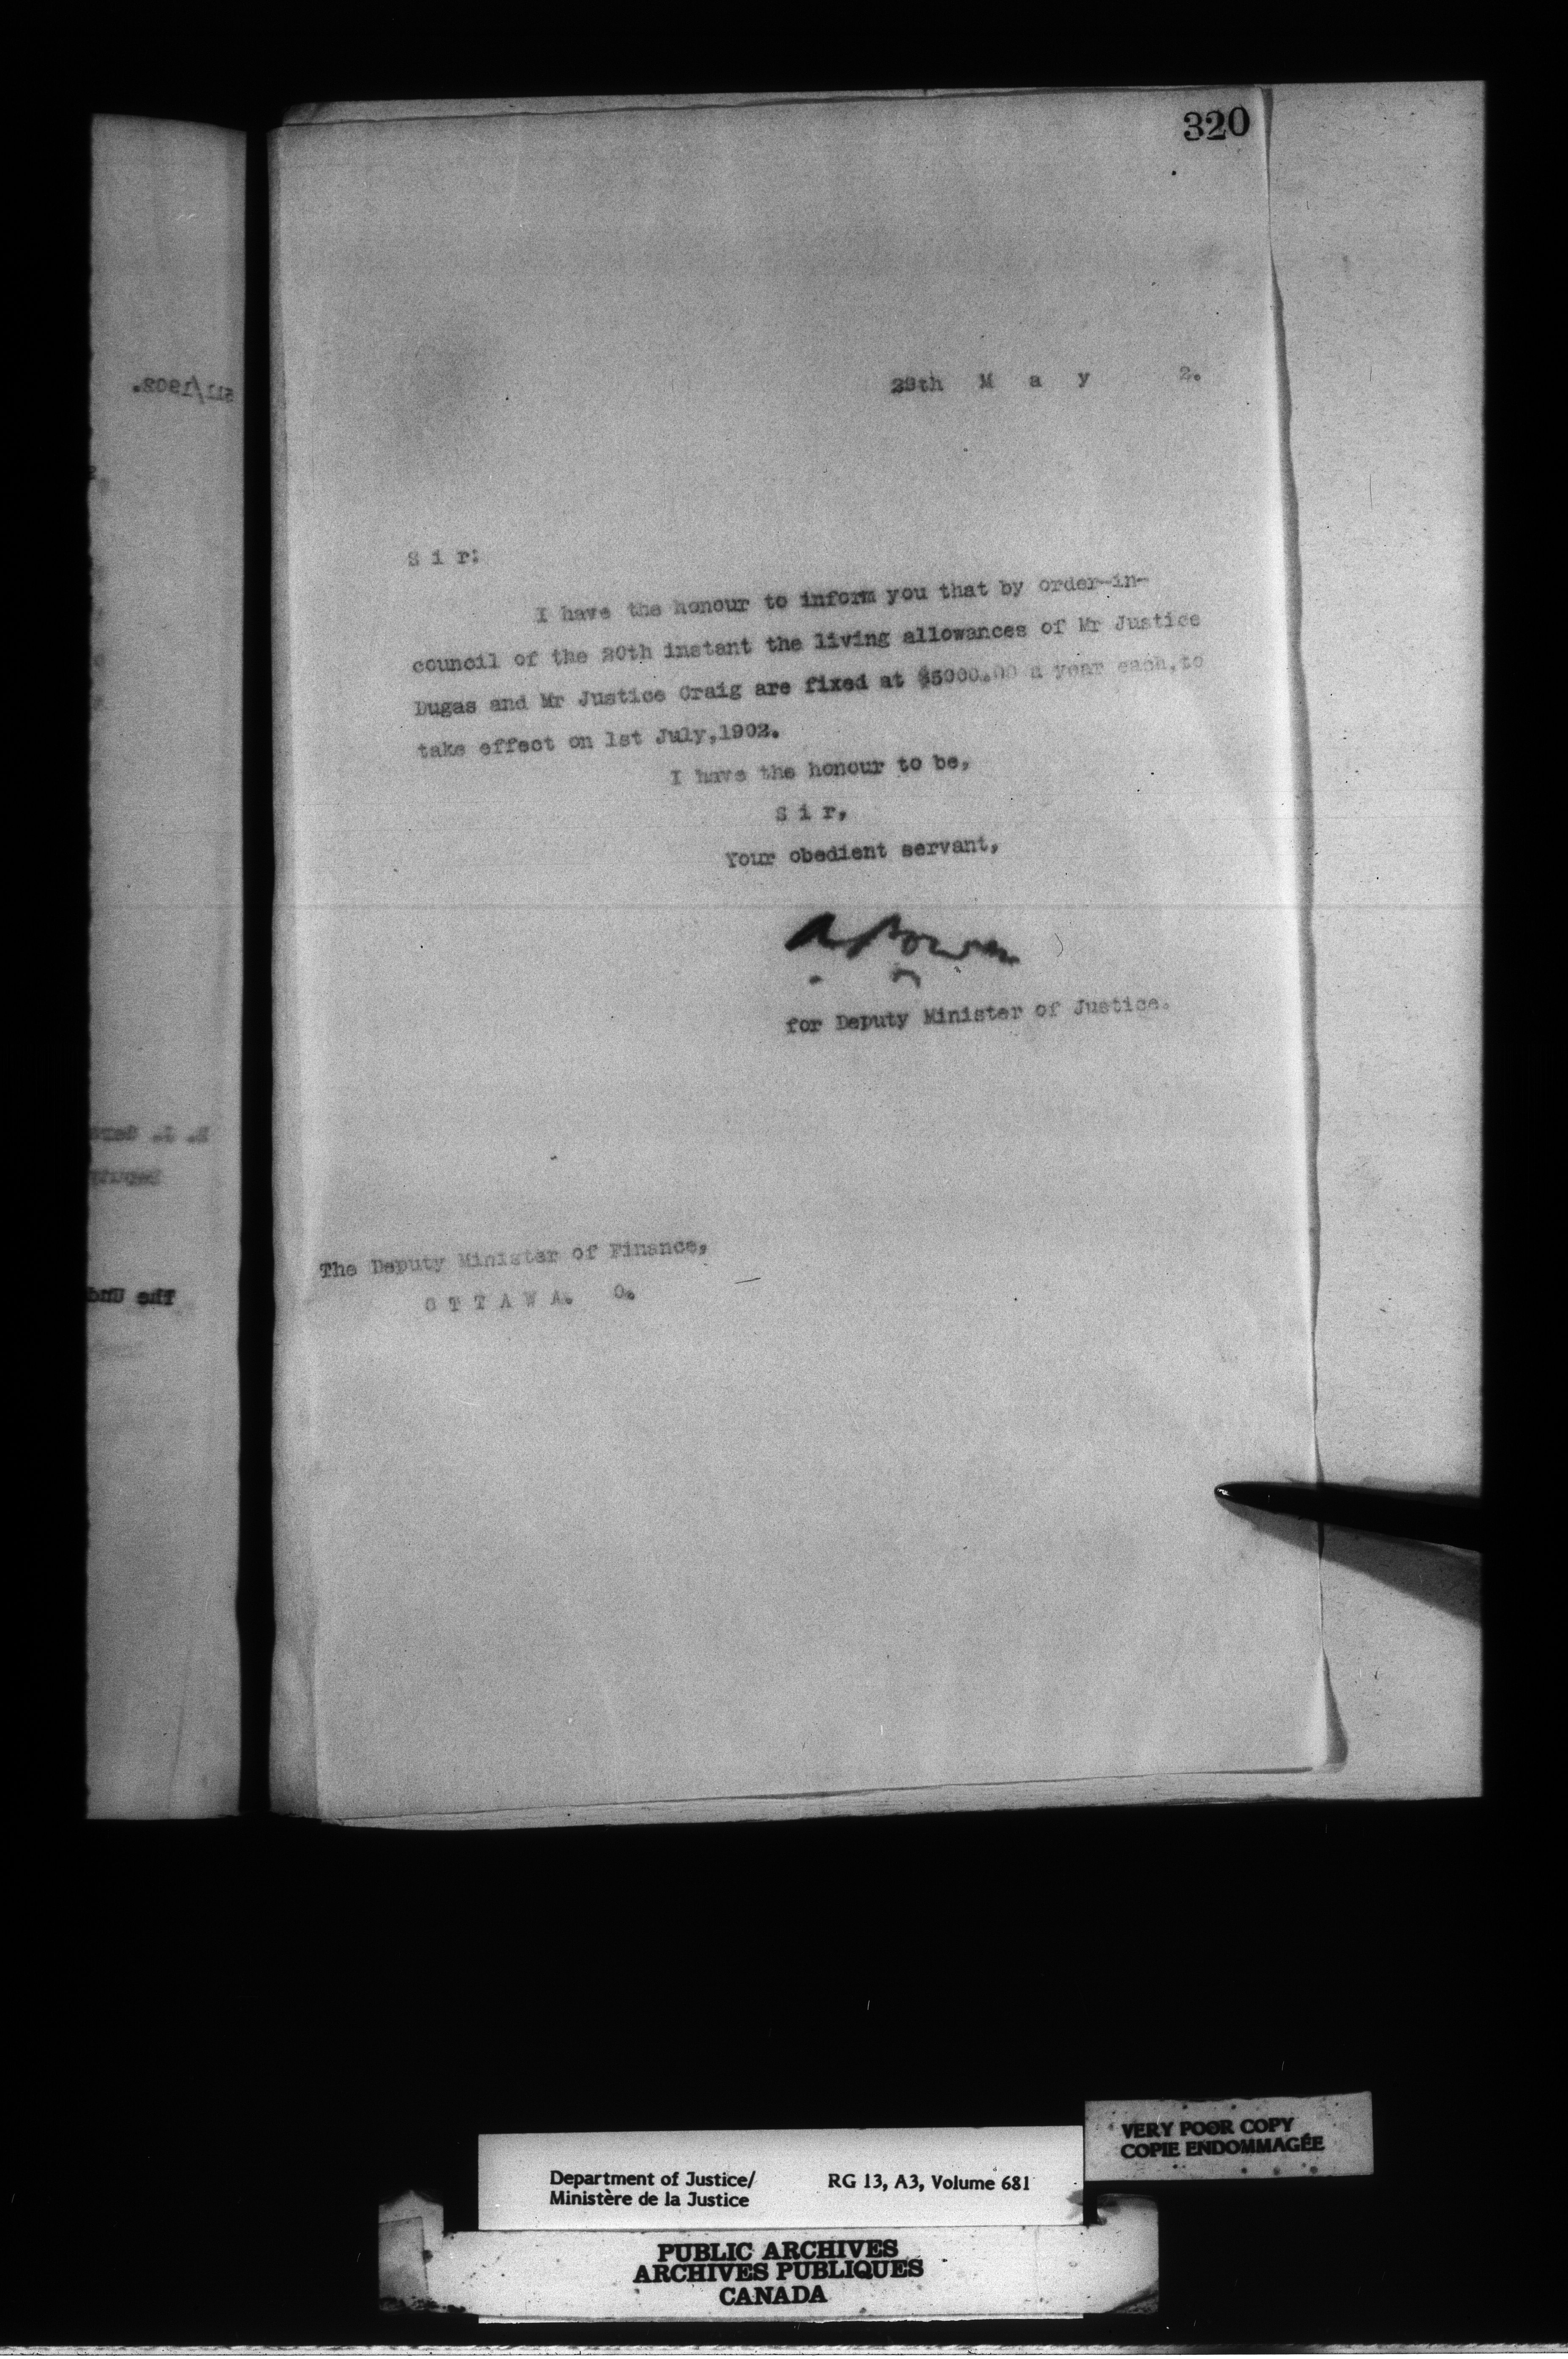 320
28th M a y 2.
S i r:
I have the honour to inform you that by order-in-
council of the 20th instant the living allowances of Mr Justice
Dugas and Mr Justice Craig are fixed at $5000.00 a year each,to
take effect on 1st July,1902.
I have the honour to be,
S i r,
Your obedient servant,
for Deputy Minister of Justice.
The Deputy Minister of Finance,
O T T A W A. O.
VERY POOR COPY
COPIE ENDOMMAGÉE
Department of Justice/ RG 13, A3, Volume 681
Ministère de la Justice
PUBLIC ARCHIVES
ARCHIVES PUBLIQUES
CANADA